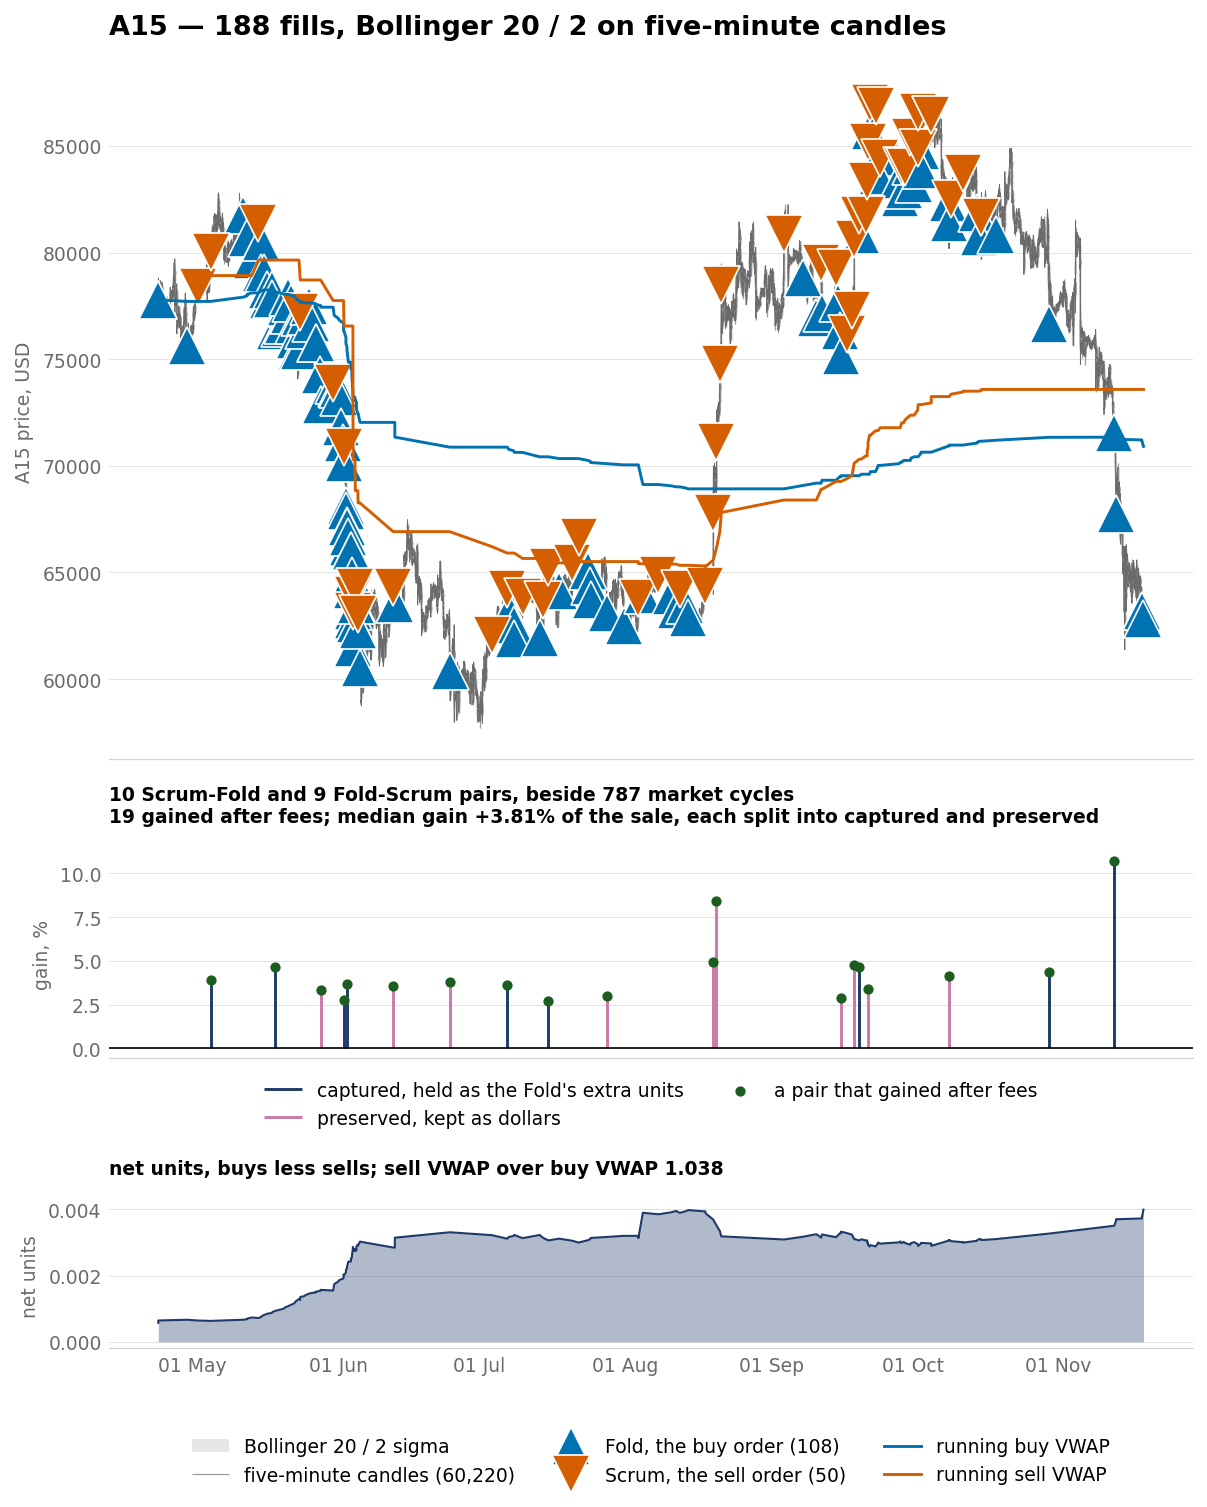 A15 — 188 fills, Bollinger 20 / 2 on five-minute candles
A15 price, USD
85000
80000
75000
70000
65000
60000
10 Scrum-Fold and 9 Fold-Scrum pairs, beside 787 market cycles
19 gained after fees; median gain +3.81% of the sale, each split into captured and preserved
gain, %
10.0
7.5
5.0
2.5
0.0
captured, held as the Fold's extra units
preserved, kept as dollars
a pair that gained after fees
net units, buys less sells; sell VWAP over buy VWAP 1.038
net units
0.004
0.002
0.000
01 May 01 Jun 01 Jul 01 Aug 01 Sep 01 Oct 01 Nov
Bollinger 20 / 2 sigma
five-minute candles (60,220)
Fold, the buy order (108)
Scrum, the sell order (50)
running buy VWAP
running sell VWAP